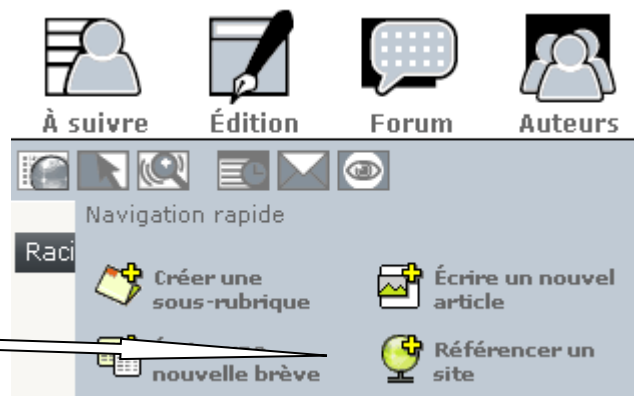 À suivre Édition Forum Auteurs
Navigation rapide
Raci
Créer une
sous-rubrique
Écrire un nouvel
article
nouvelle brève
Référencer un
site